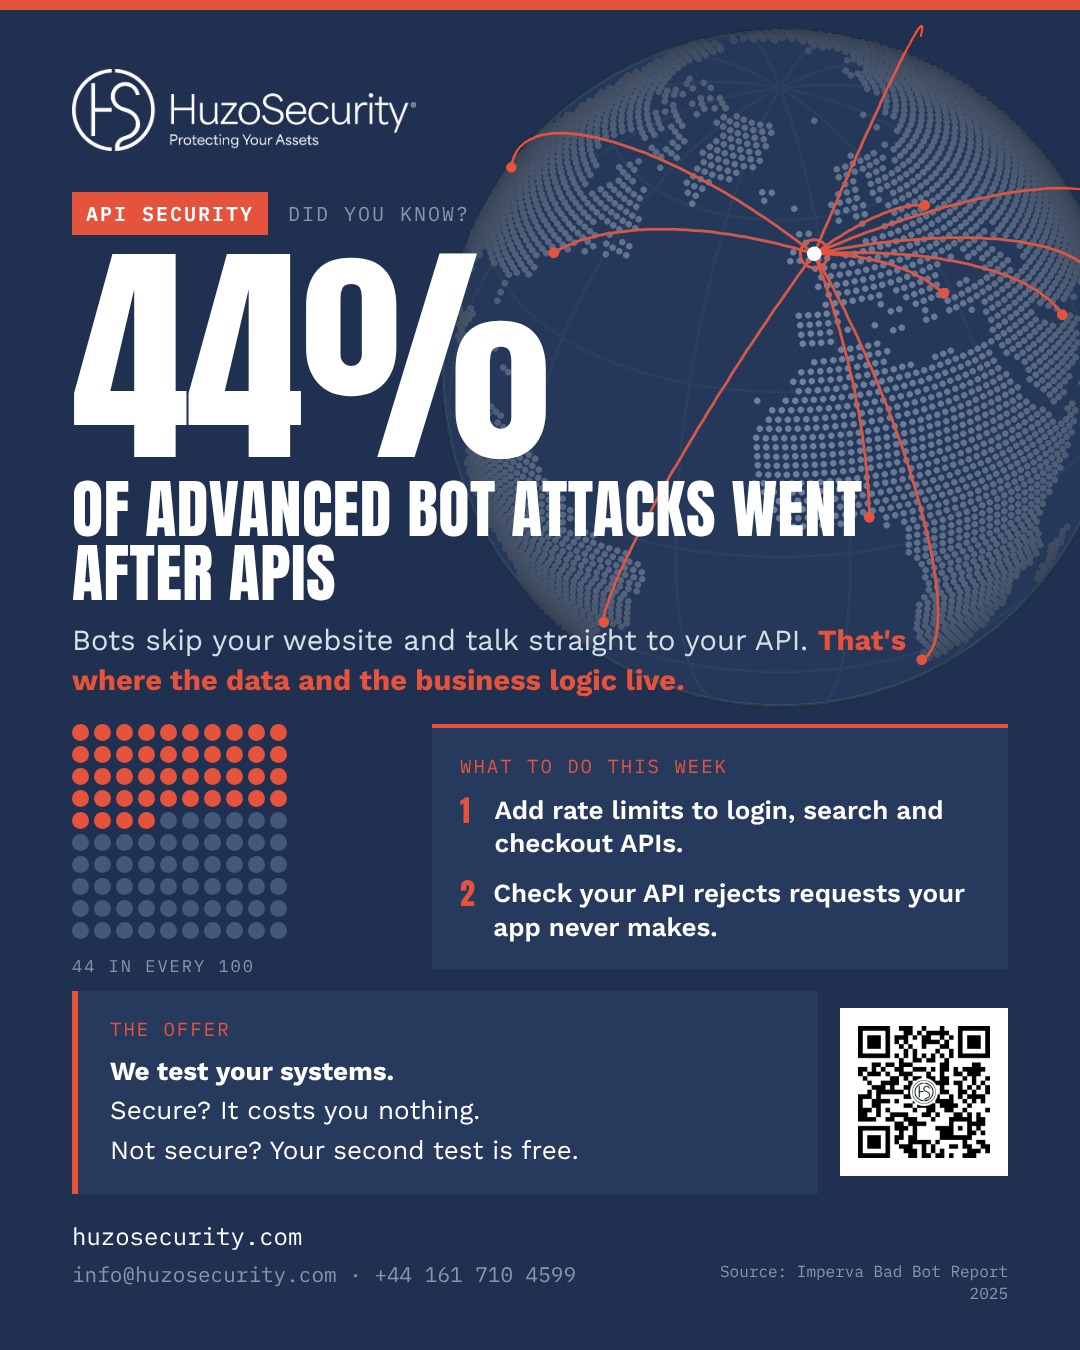 HS
HuzoSecurity®
Protecting Your Assets
API SECURITY DID YOU KNOW?
44%
OF ADVANCED BOT ATTACKS WENT
AFTER APIS
Bots skip your website and talk straight to your API. That's
where the data and the business logic live.
WHAT TO DO THIS WEEK
1 Add rate limits to login, search and
checkout APIs.
2 Check your API rejects requests your
app never makes.
44 IN EVERY 100
THE OFFER
We test your systems.
Secure? It costs you nothing.
Not secure? Your second test is free.
HS
huzosecurity.com
info@huzosecurity.com · +44 161 710 4599
Source: Imperva Bad Bot Report
2025